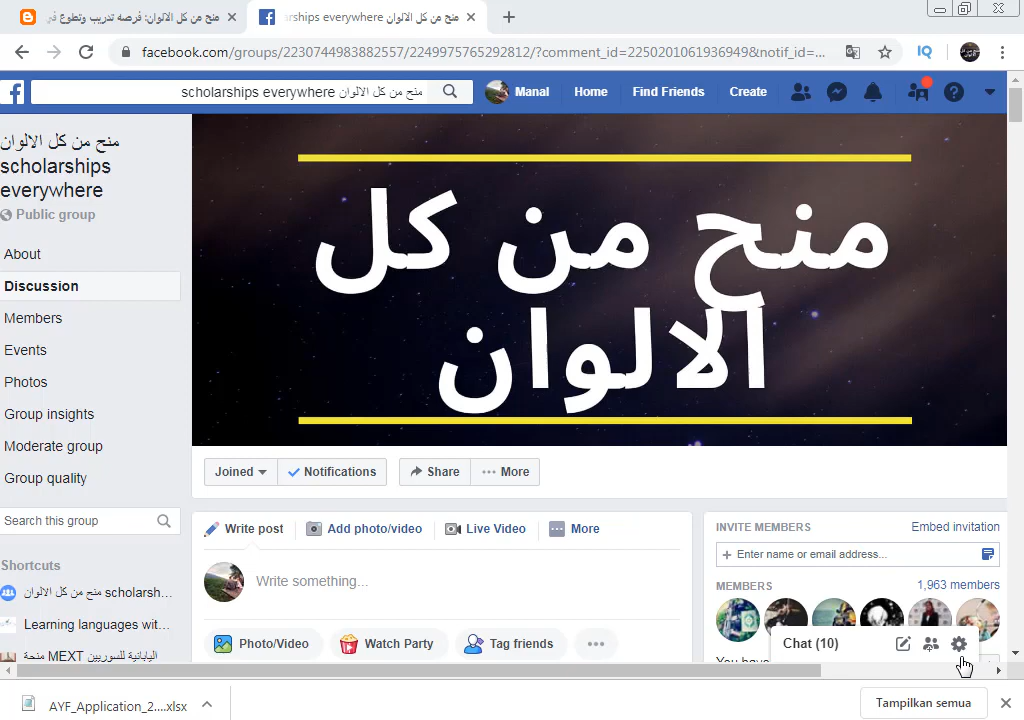 منح من كل الالوان: فرصه تدريب وتطوع في
scholarships everywhere منح من كل الالوان
facebook.com/groups/2230744983882557/2249975765292812/?comment_id=2250201061936949&notif_id=...
IQ
منح من كل الالوان scholarships everywhere
Manal
Home
Find Friends
Create
منح من كل الالوان
scholarships
everywhere
Public group
About
Discussion
Members
Events
Photos
Group insights
Moderate group
Group quality
Search this group
Shortcuts
منح من كل الالوان scholarsh...
Learning languages wit...
منحة MEXT اليابانية للسوريين
منح من كل
الالوان
Joined
Notifications
Share
More
Write post
Add photo/video
Live Video
More
Write something...
Photo/Video
Watch Party
Tag friends
INVITE MEMBERS
Embed invitation
+ Enter name or email address...
MEMBERS
1,963 members
Chat (10)
You have
AYF_Application_2....xlsx
Tampilkan semua